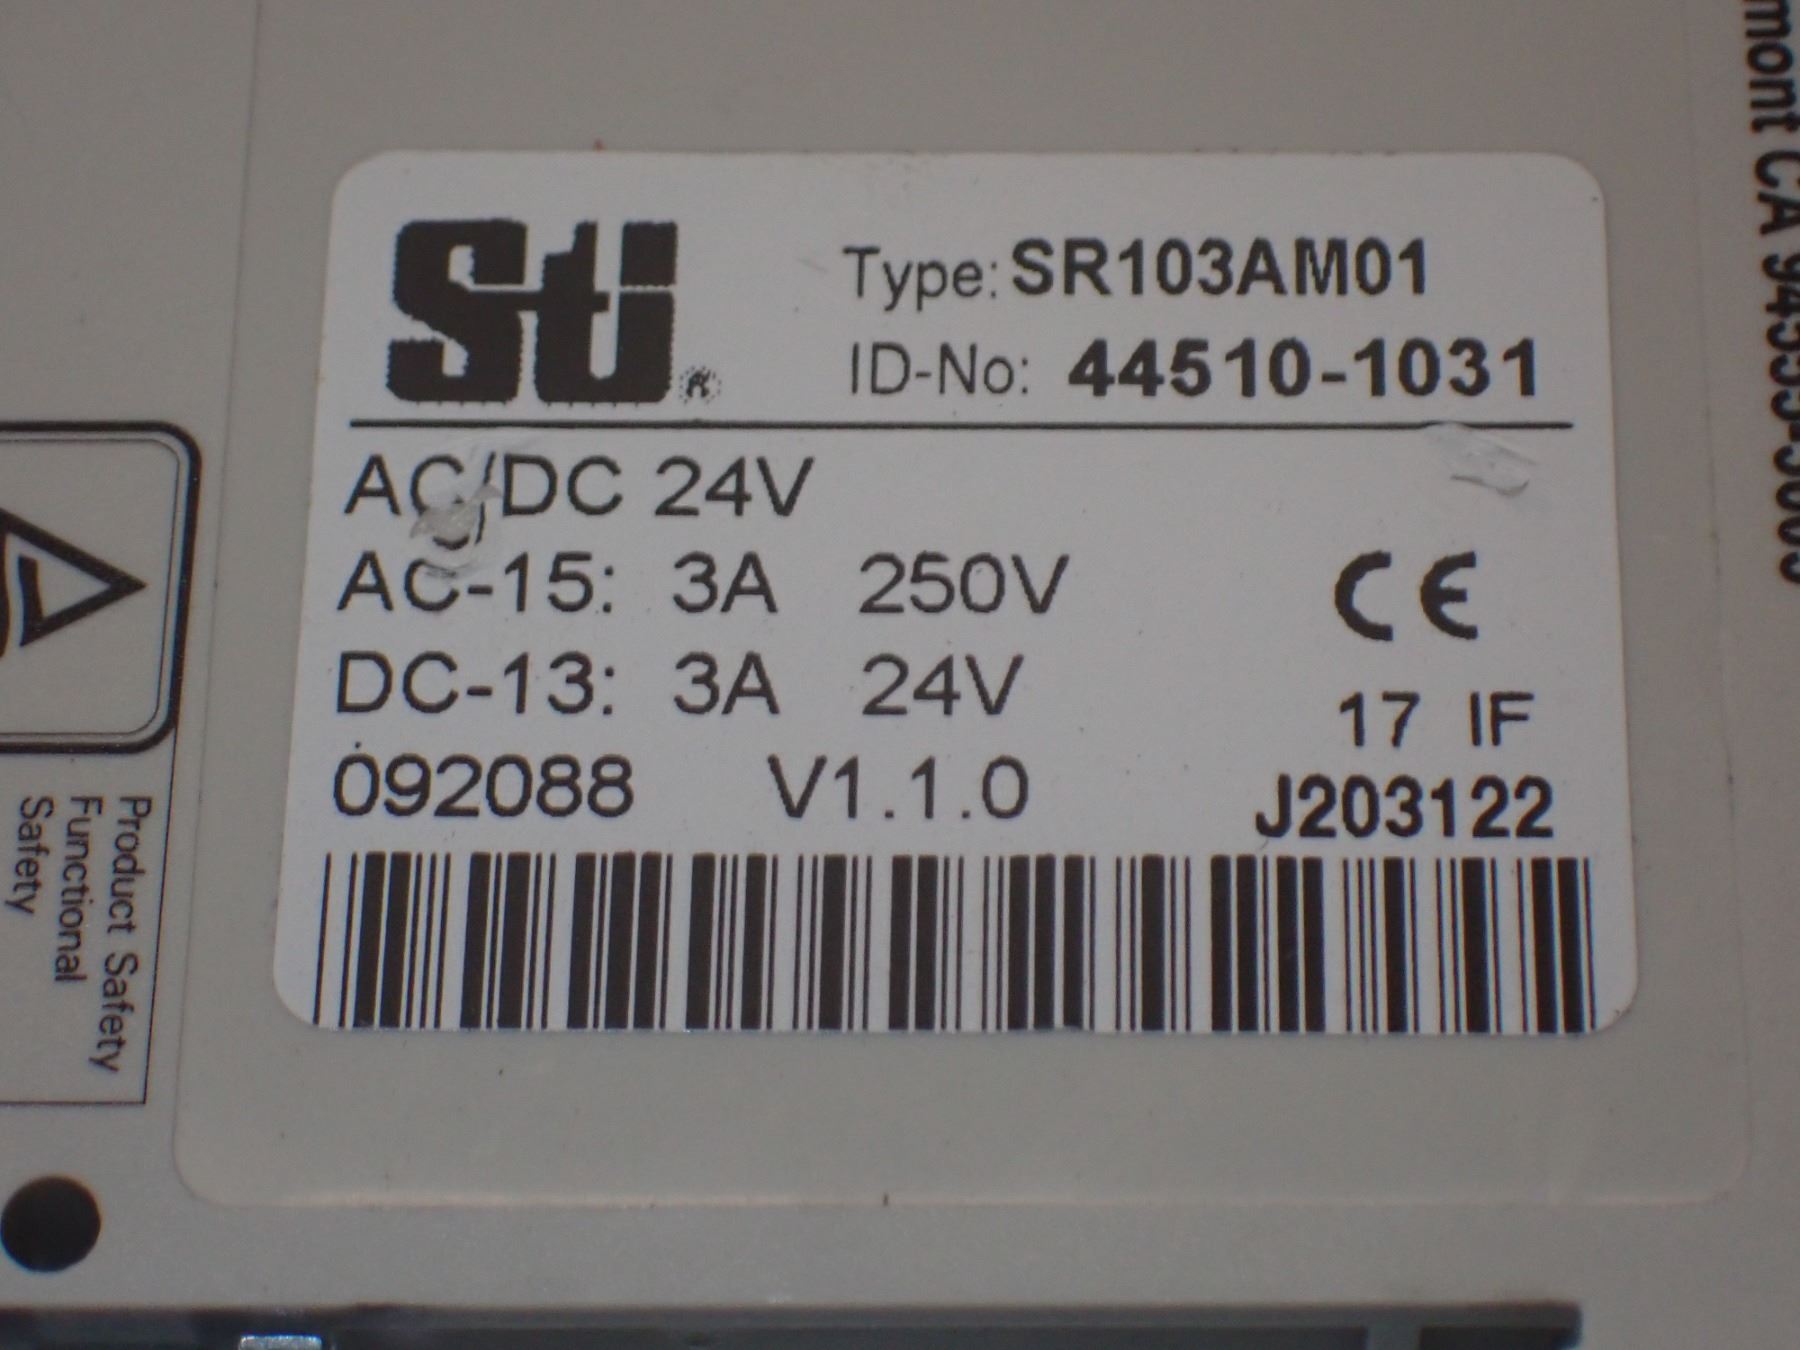 Sti ®
Type: SR103AM01
ID-No: 44510-1031
AC/DC 24V
AC-15: 3A 250V
DC-13: 3A 24V
CE
17 IF
092088 V1.1.0
J203122
Product Safety
Functional
Safety
mont CA